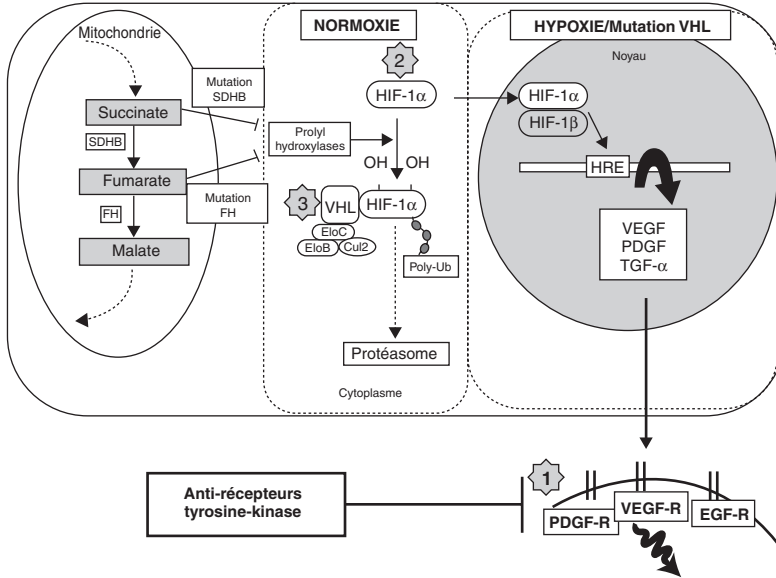 NORMOXIE
HYPOXIE/Mutation VHL
Mitochondrie
Mutation
SDHB
Succinate
SDHB
Fumarate
Mutation
FH
FH
Malate
2
HIF-1α
Prolyl
hydroxylases
OH OH
3
VHL
HIF-1α
EloC
EloB
Cul2
Poly-Ub
Protéasome
Cytoplasme
Noyau
HIF-1α
HIF-1β
HRE
VEGF
PDGF
TGF-α
Anti-récepteurs
tyrosine-kinase
1
PDGF-R
VEGF-R
EGF-R